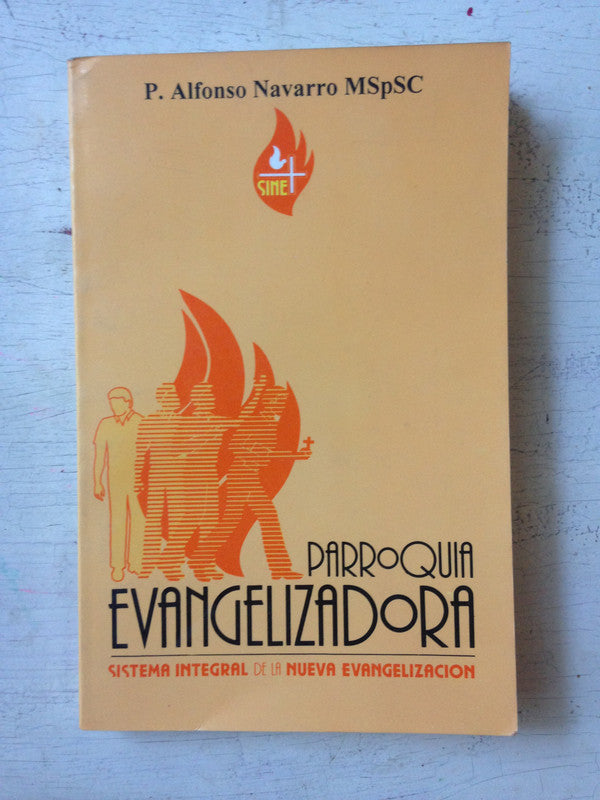 P. Alfonso Navarro MSpSC
SINE
PARROQUIA
EVANGELIZADORA
SISTEMA INTEGRAL DE LA NUEVA EVANGELIZACION